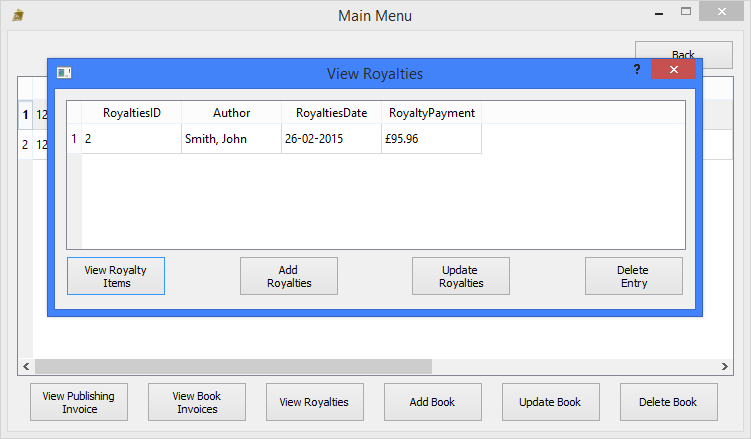 Main Menu
Back
View Royalties
?
RoyaltiesID Author RoyaltiesDate RoyaltyPayment
1 2 Smith, John 26-02-2015 £95.96
1 12
2 12
View Royalty
Items
Add
Royalties
Update
Royalties
Delete
Entry
View Publishing
Invoice
View Book
Invoices
View Royalties
Add Book
Update Book
Delete Book